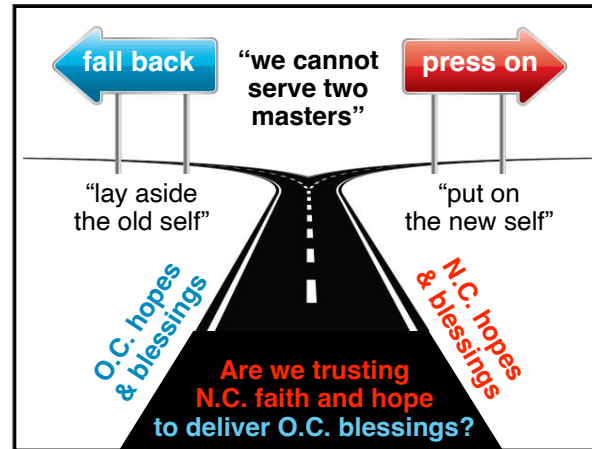 fall back
“we cannot
serve two
masters”
press on
“lay aside
the old self”
“put on
the new self”
O.C. hopes
& blessings
N.C. hopes
& blessings
Are we trusting
N.C. faith and hope
to deliver O.C. blessings?